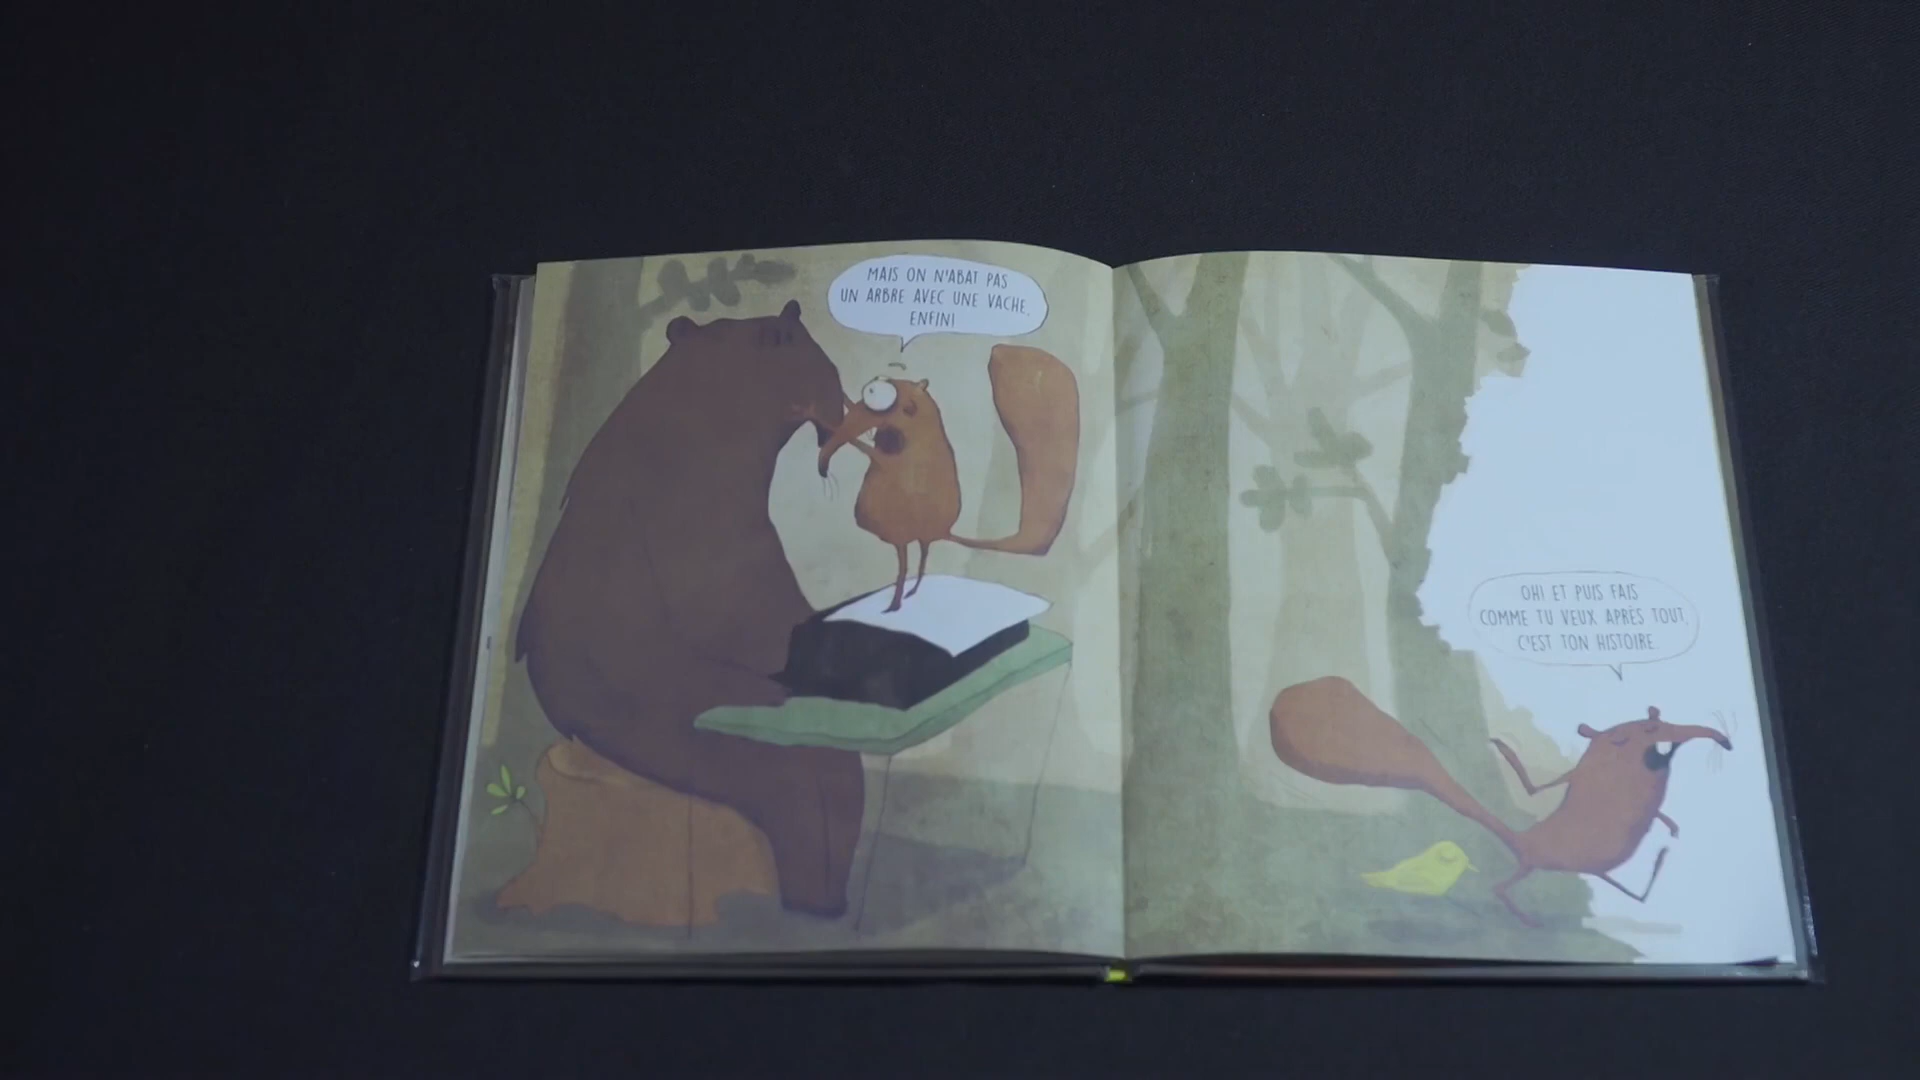 MAIS ON N'ABAT PAS
UN ARBRE AVEC UNE VACHE,
ENFIN!
OH! ET PUIS FAIS
COMME TU VEUX APRÈS TOUT,
C'EST TON HISTOIRE.